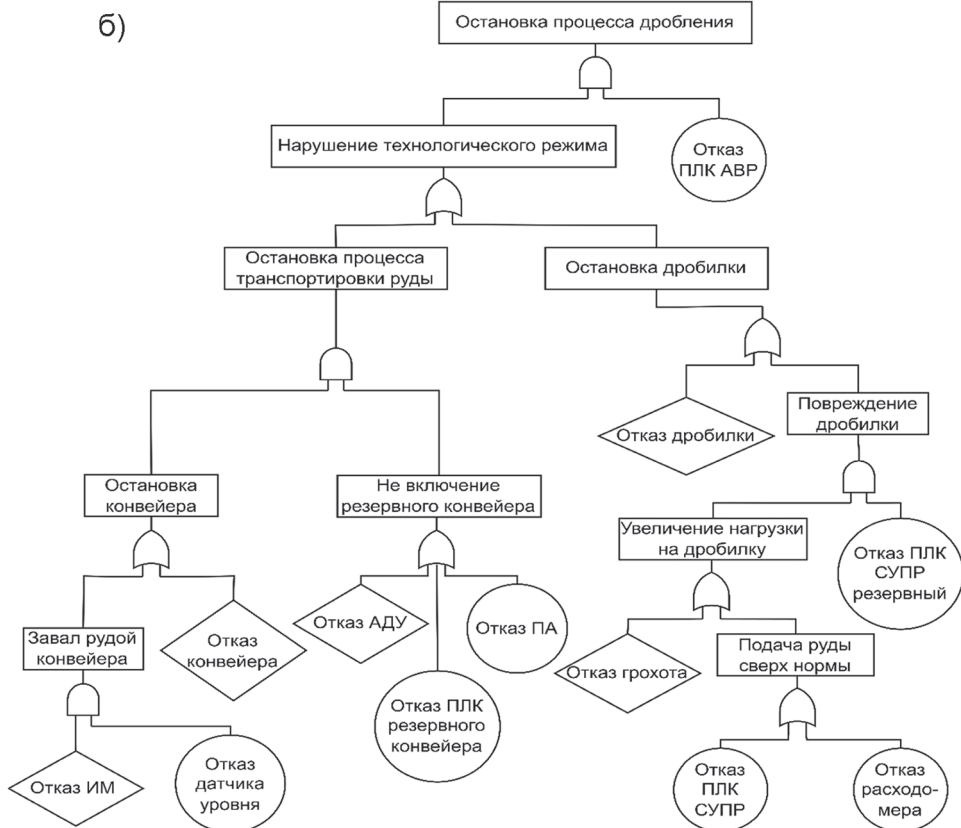 б)
Остановка процесса дробления
Нарушение технологического режима
Отказ
ПЛК АВР
Остановка процесса
транспортировки руды
Остановка дробилки
Отказ дробилки
Повреждение
дробилки
Остановка
конвейера
Не включение
резервного конвейера
Увеличение нагрузки
на дробилку
Отказ ПЛК
СУПР
резервный
Завал рудой
конвейера
Отказ
конвейера
Отказ АДУ
Отказ ПА
Отказ ПЛК
резервного
конвейера
Отказ грохота
Подача руды
сверх нормы
Отказ ИМ
Отказ
датчика
уровня
Отказ
ПЛК
СУПР
Отказ
расходо-
мера